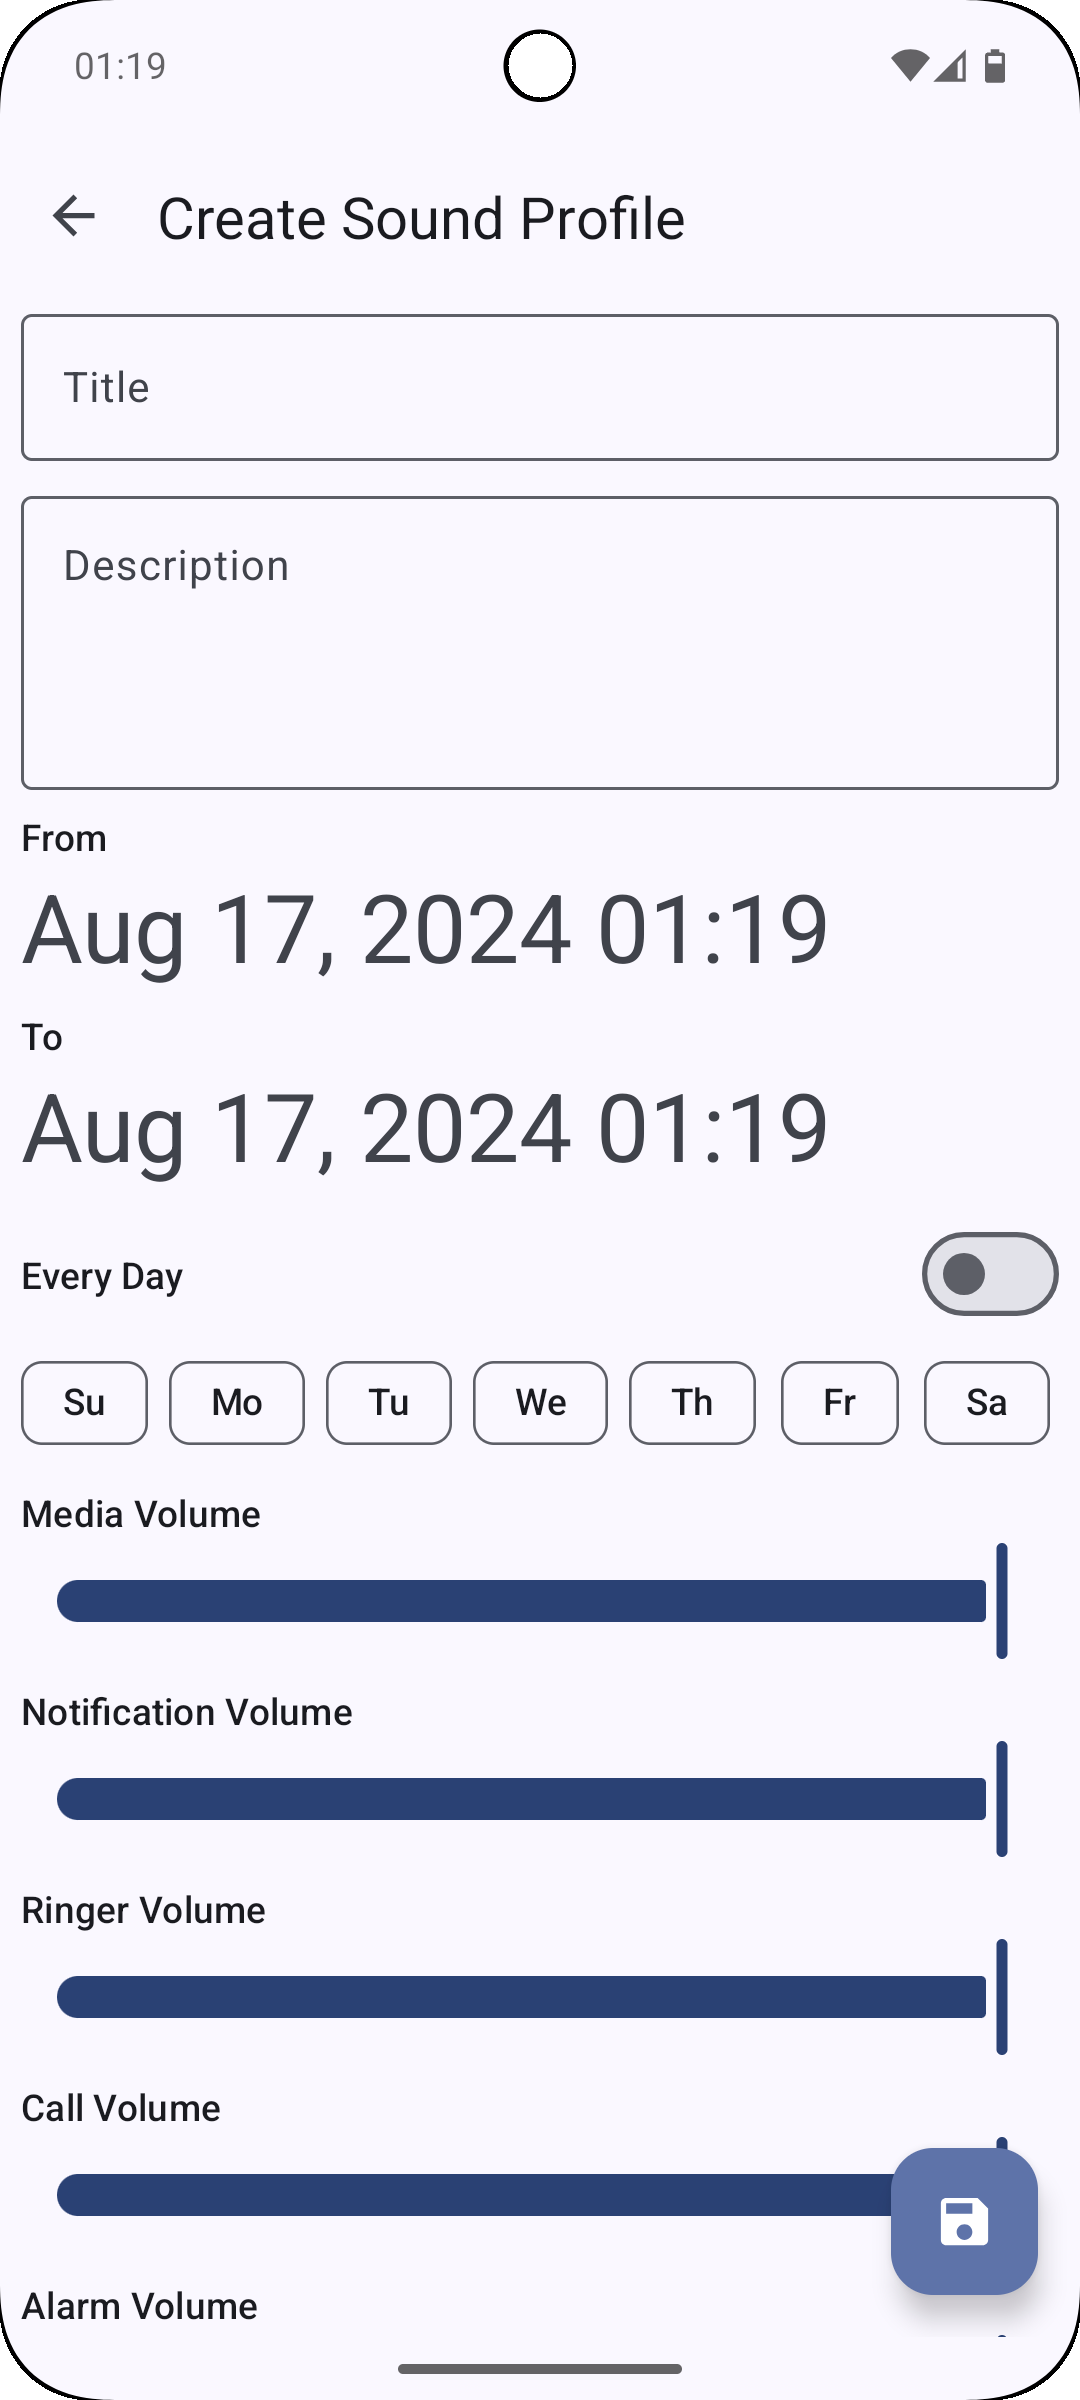 01:19
Create Sound Profile
Title
Description
From
Aug 17, 2024 01:19
To
Aug 17, 2024 01:19
Every Day
Su Mo Tu We Th Fr Sa
Media Volume
Notification Volume
Ringer Volume
Call Volume
Alarm Volume